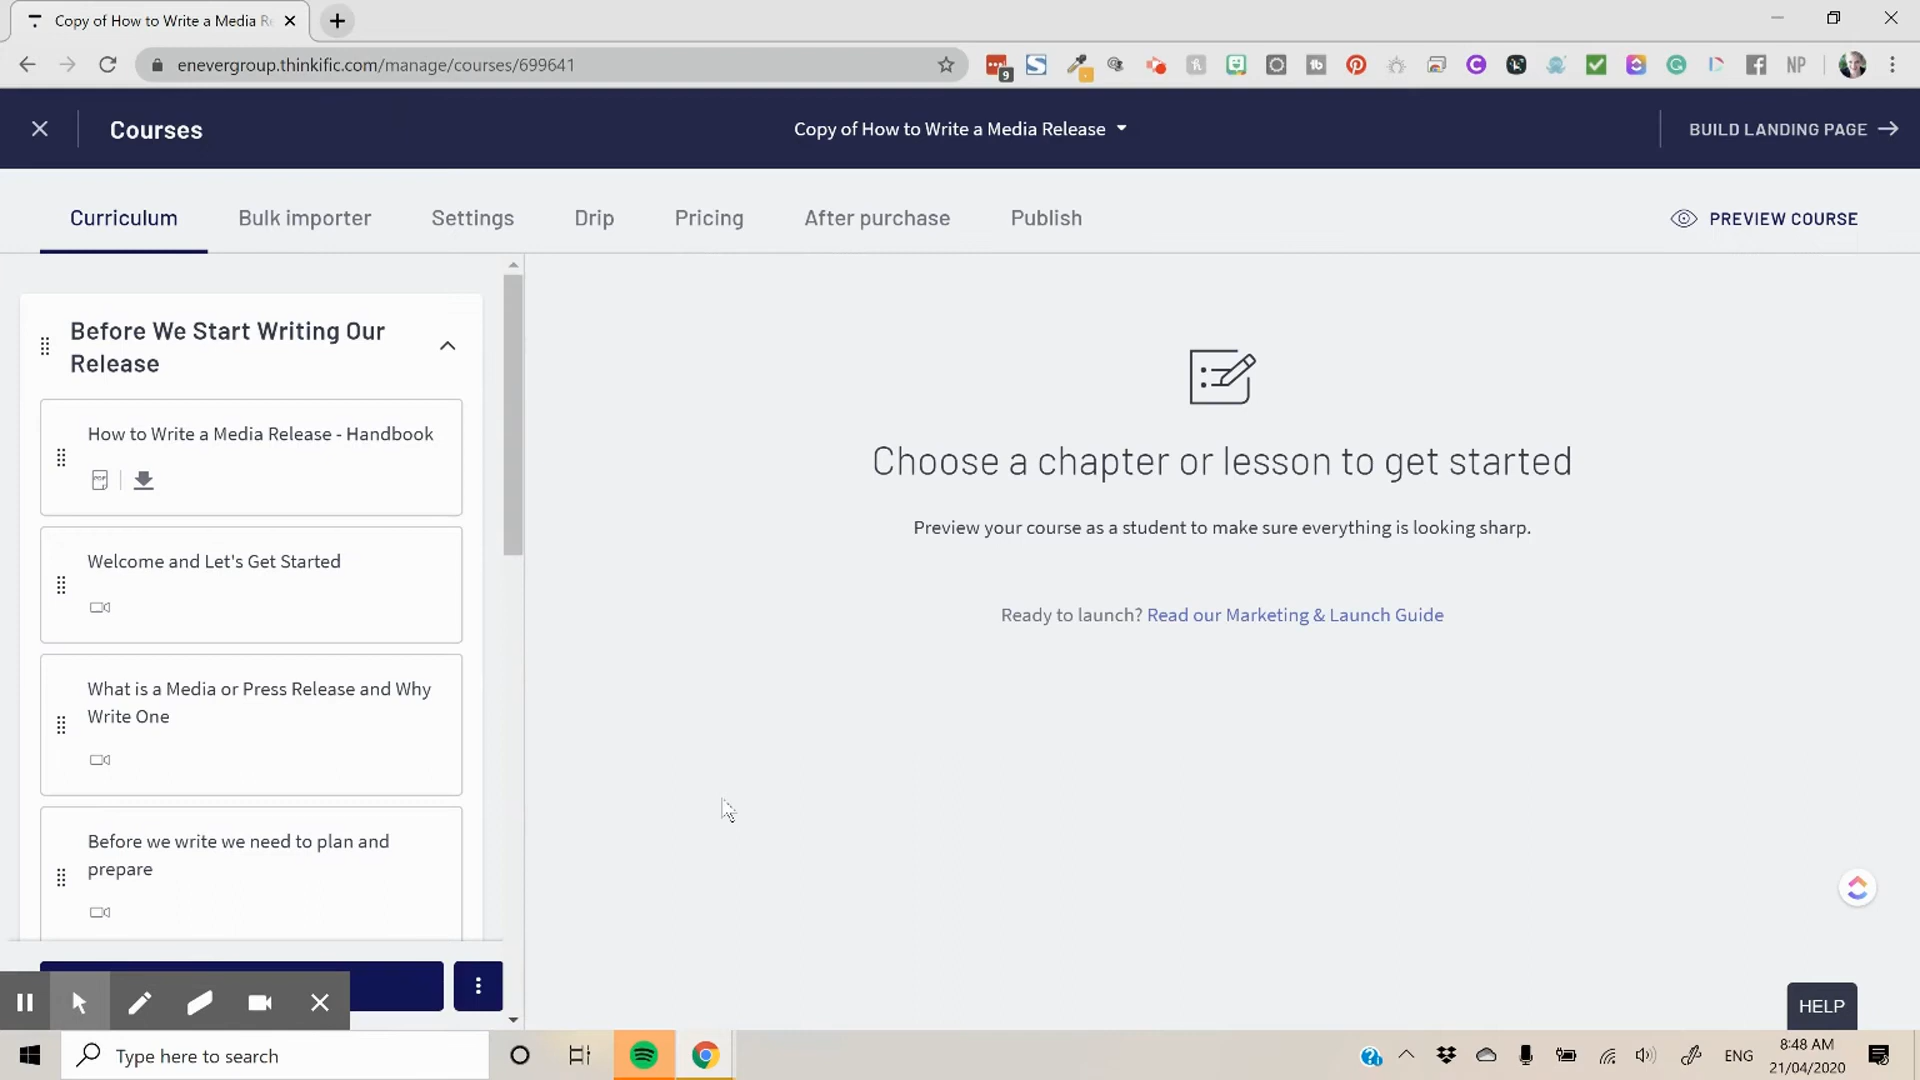 Copy of How to Write a Media R
enevergroup.thinkific.com/manage/courses/699641
9
NP
Courses
Copy of How to Write a Media Release
BUILD LANDING PAGE
Curriculum
Bulk importer
Settings
Drip
Pricing
After purchase
Publish
PREVIEW COURSE
Before We Start Writing Our
Release
How to Write a Media Release - Handbook
PDF
Welcome and Let's Get Started
What is a Media or Press Release and Why
Write One
Before we write we need to plan and
prepare
Choose a chapter or lesson to get started
Preview your course as a student to make sure everything is looking sharp.
Ready to launch? Read our Marketing & Launch Guide
HELP
Type here to search
ENG
8:48 AM
21/04/2020